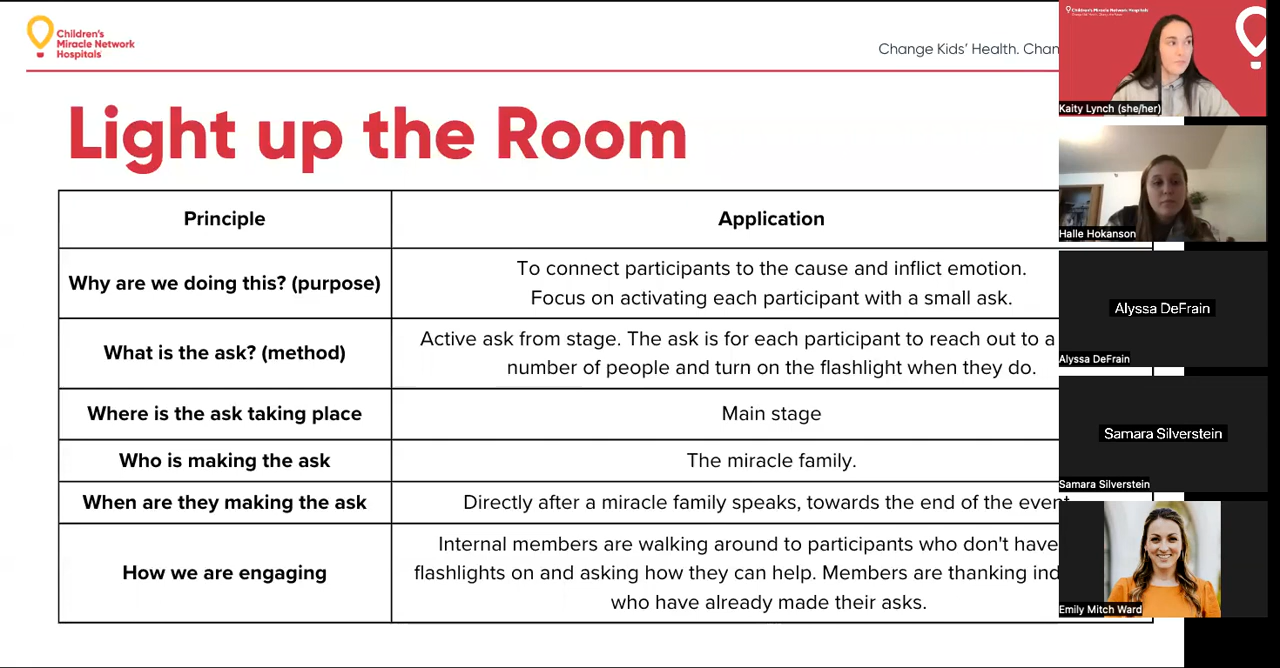 Children's
Miracle Network
Hospitals
Change Kids' Health.
Light up the Room
Principle
Application
Why are we doing this? (purpose)
To connect participants to the cause and inflict emotion.
Focus on activating each participant with a small ask.
What is the ask? (method)
Active ask from stage. The ask is for each participant to reach out to a
number of people and turn on the flashlight when they do.
Where is the ask taking place
Main stage
Who is making the ask
The miracle family.
When are they making the ask
Directly after a miracle family speaks, towards the end of the event
How we are engaging
Internal members are walking around to participants who don't have
flashlights on and asking how they can help. Members are thanking
who have already made their asks.
Children's Miracle Network Hospitals
Kaity Lynch (she/her)
Halle Hokanson
Alyssa DeFrain
Alyssa DeFrain
Samara Silverstein
Samara Silverstein
Emily Mitch Ward